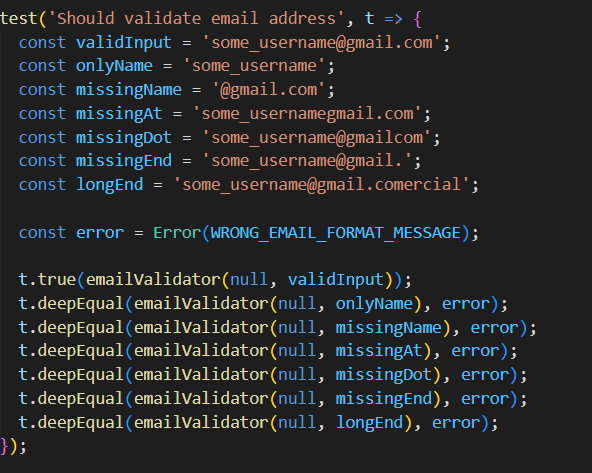 test('Should validate email address', t => {
  const validInput = 'some_username@gmail.com';
  const onlyName = 'some_username';
  const missingName = '@gmail.com';
  const missingAt = 'some_usernamegmail.com';
  const missingDot = 'some_username@gmailcom';
  const missingEnd = 'some_username@gmail.';
  const longEnd = 'some_username@gmail.comercial';

  const error = Error(WRONG_EMAIL_FORMAT_MESSAGE);

  t.true(emailValidator(null, validInput));
  t.deepEqual(emailValidator(null, onlyName), error);
  t.deepEqual(emailValidator(null, missingName), error);
  t.deepEqual(emailValidator(null, missingAt), error);
  t.deepEqual(emailValidator(null, missingDot), error);
  t.deepEqual(emailValidator(null, missingEnd), error);
  t.deepEqual(emailValidator(null, longEnd), error);
});